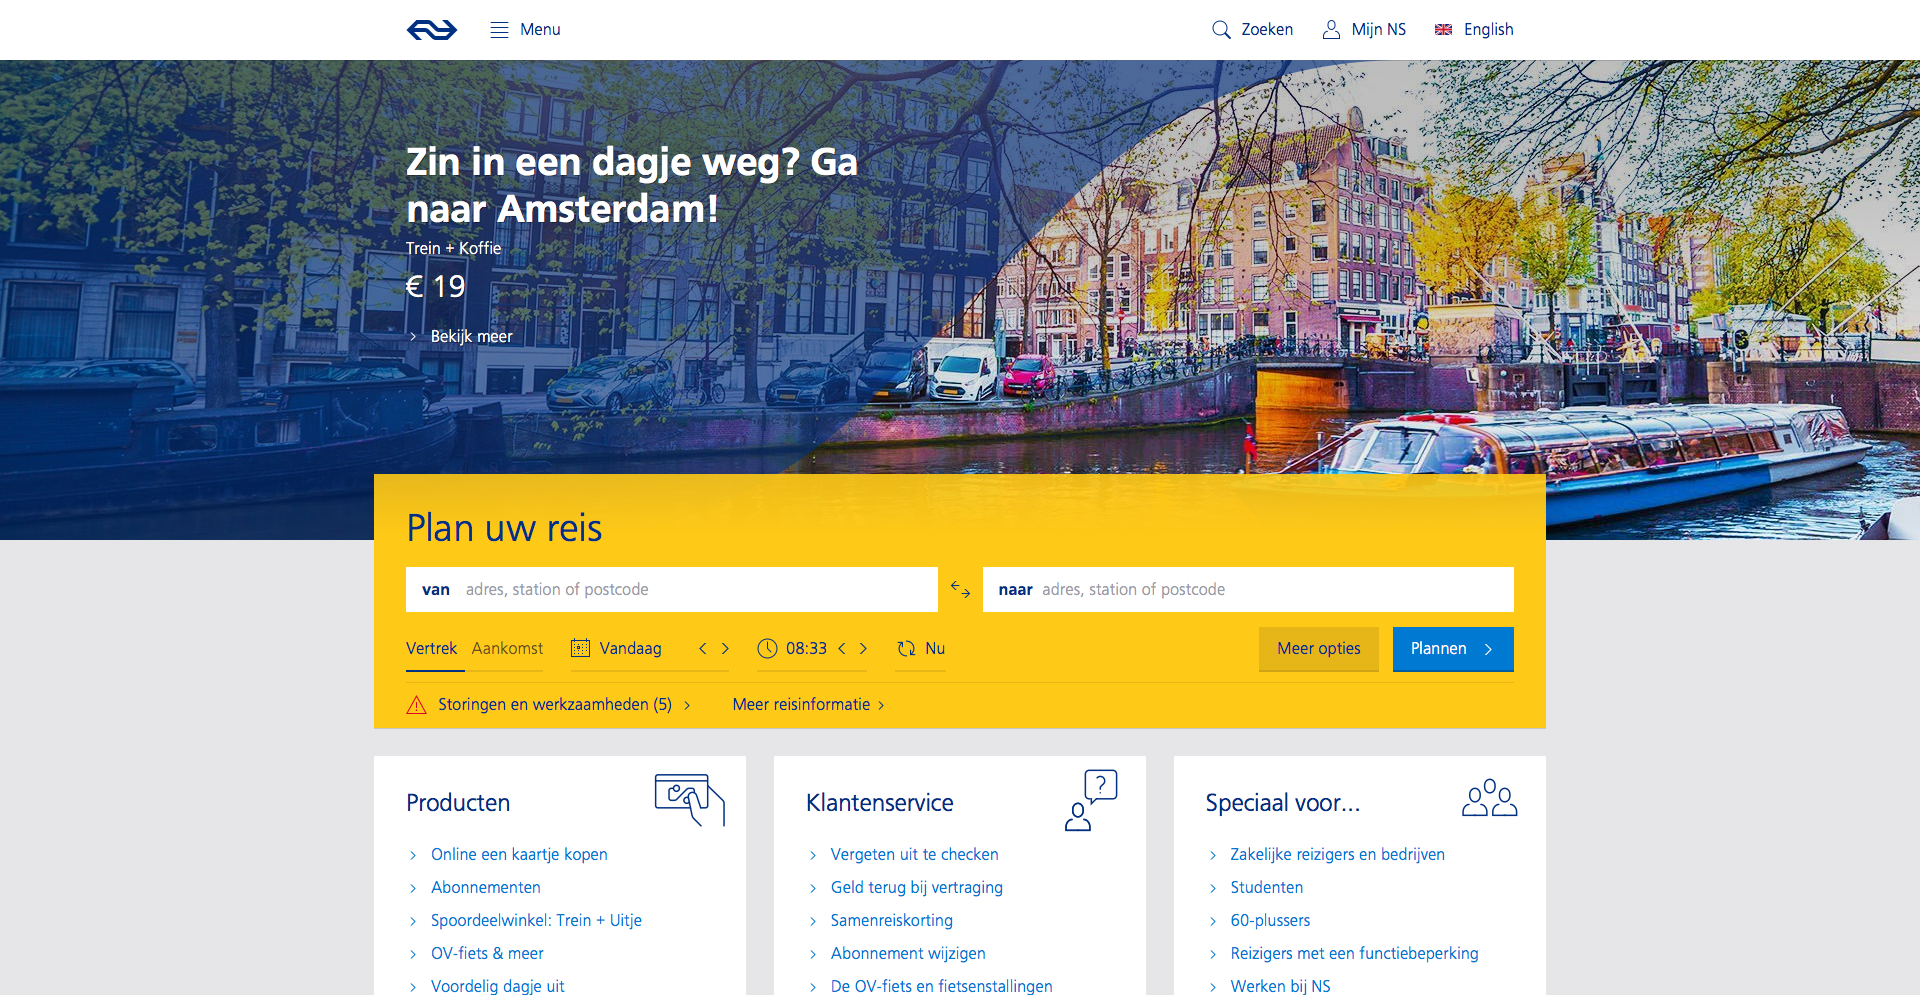 Menu
Zoeken
Mijn NS
English
Zin in een dagje weg? Ga
naar Amsterdam!
Trein + Koffie
€ 19
Bekijk meer
Plan uw reis
van adres, station of postcode
naar adres, station of postcode
Vertrek Aankomst Vandaag 08:33 Nu Meer opties Plannen
Storingen en werkzaamheden (5) Meer reisinformatie
Producten
Online een kaartje kopen
Abonnementen
Spoordeelwinkel: Trein + Uitje
OV-fiets & meer
Voordelig dagje uit
Klantenservice
Vergeten uit te checken
Geld terug bij vertraging
Samenreiskorting
Abonnement wijzigen
De OV-fiets en fietsenstallingen
Speciaal voor...
Zakelijke reizigers en bedrijven
Studenten
60-plussers
Reizigers met een functiebeperking
Werken bij NS